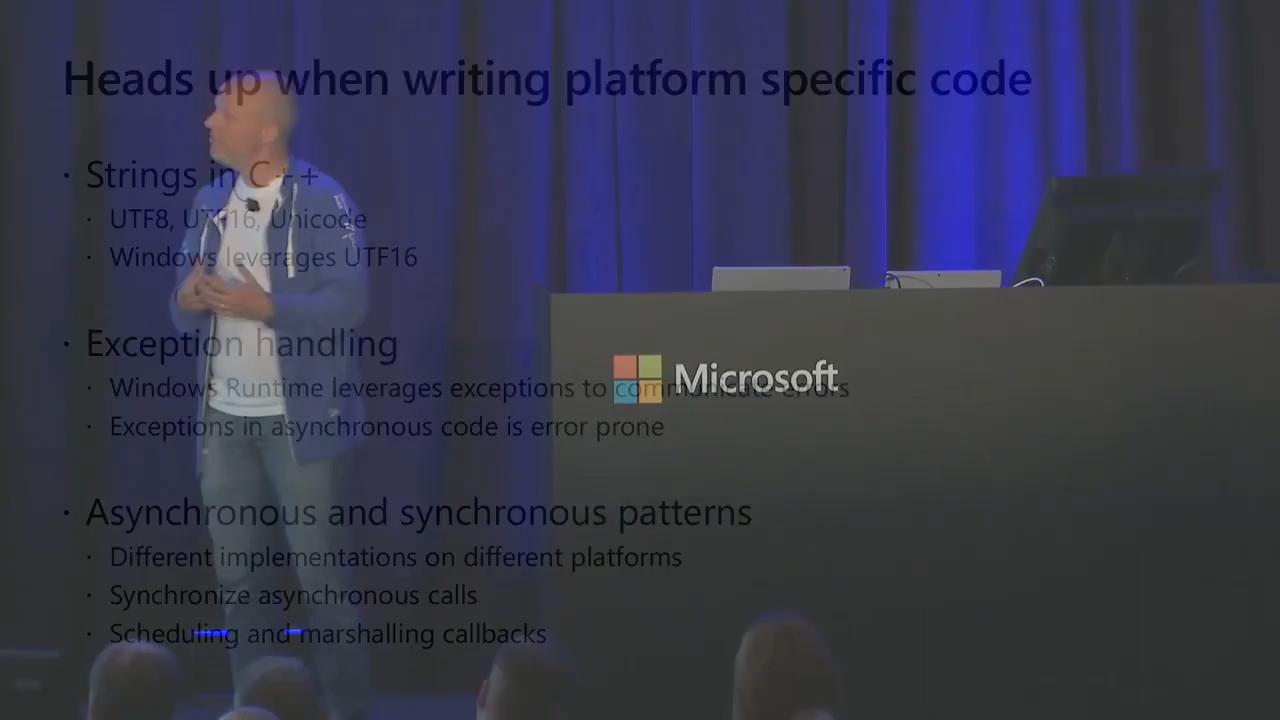 Heads up when writing platform specific code
· Strings in C++
· UTF8, UTF16, Unicode
· Windows leverages UTF16
· Exception handling
· Windows Runtime leverages exceptions to communicate errors
Microsoft
· Exceptions in asynchronous code is error prone
· Asynchronous and synchronous patterns
· Different implementations on different platforms
· Synchronize asynchronous calls
· Scheduling and marshalling callbacks